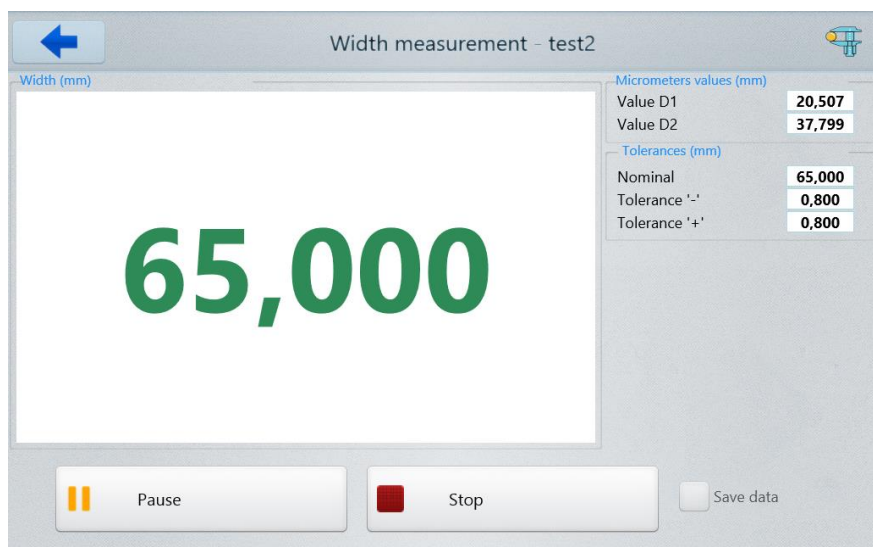 Width measurement - test2
Width (mm)
65,000
Micrometers values (mm)
Value D1 20,507
Value D2 37,799
Tolerances (mm)
Nominal 65,000
Tolerance '-' 0,800
Tolerance '+' 0,800
Pause
Stop
Save data